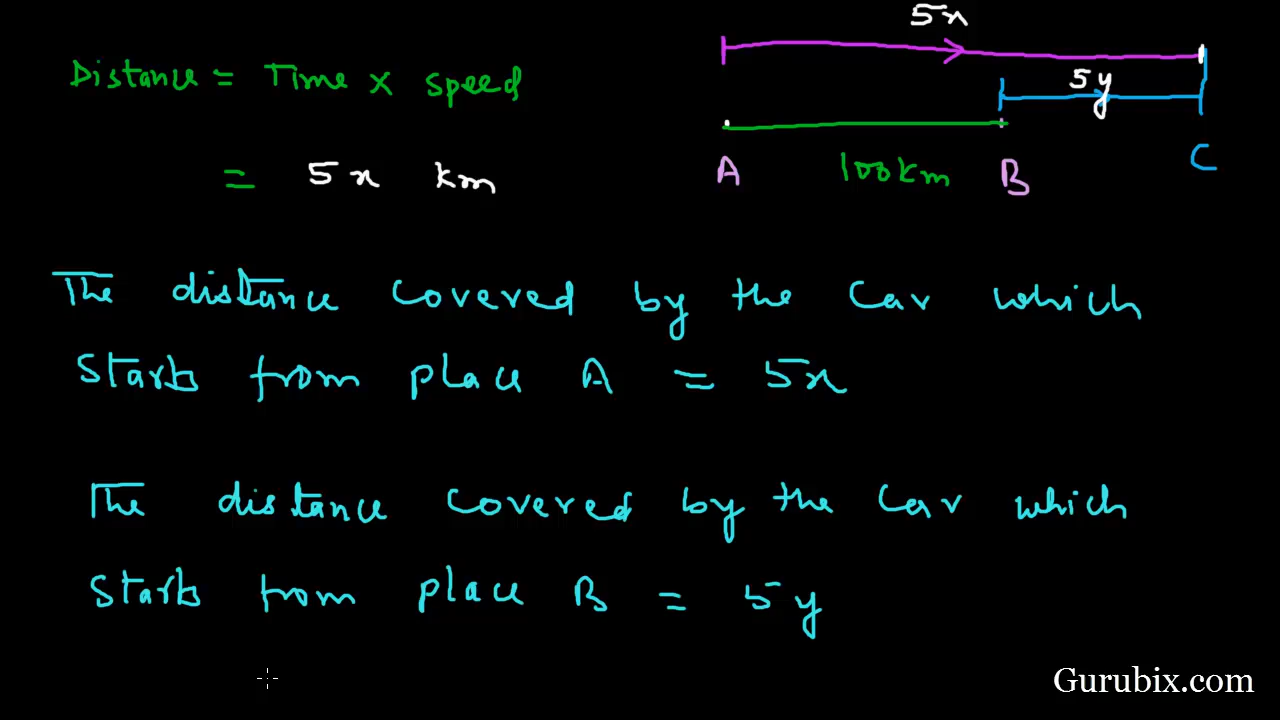 5x
Distance = Time × speed
5y
= 5x km
A 100km B C
The distance covered by the Car which
starts from place A = 5x
The distance covered by the Car which
starts from place B = 5y
Gurubix.com